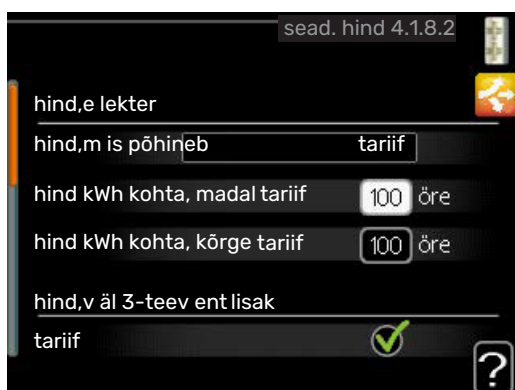 sead. hind 4.1.8.2
hind,e lekter
hind,m is põhineb tariif
hind kWh kohta, madal tariif 100 öre
hind kWh kohta, kõrge tariif 100 öre
hind,v äl 3-teev ent lisak
tariif
?